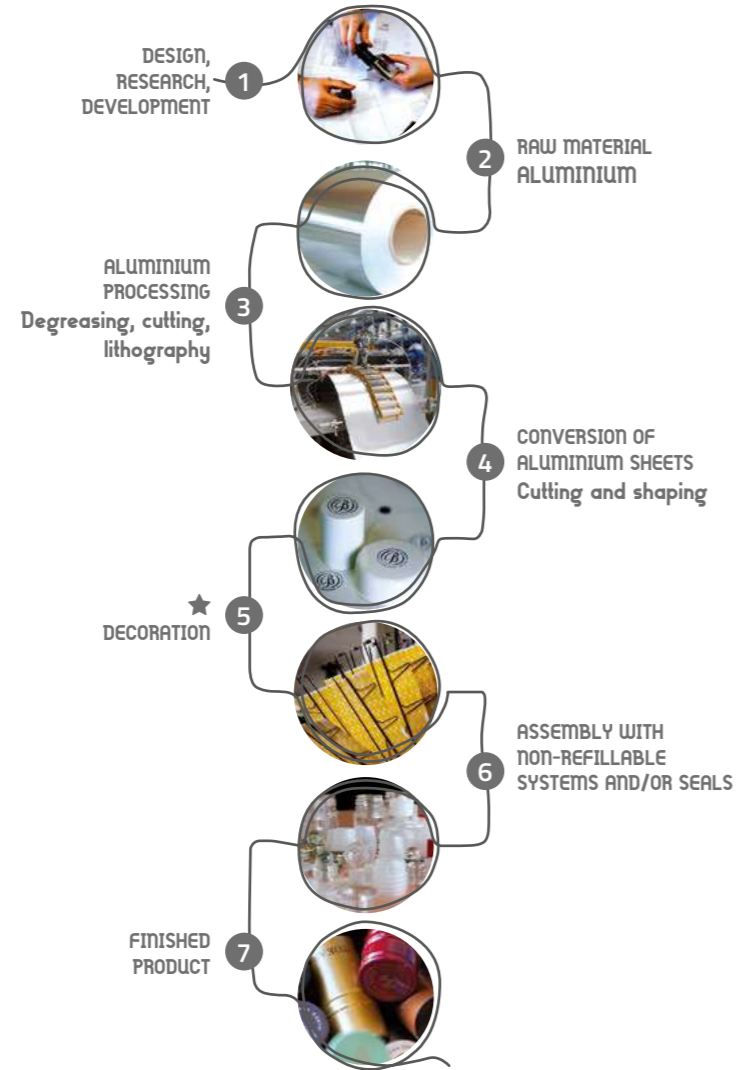 DESIGN,
RESEARCH,
DEVELOPMENT
1
2
RAW MATERIAL
ALUMINIUM
ALUMINIUM
PROCESSING
Degreasing, cutting,
lithography
3
CONVERSION OF
ALUMINIUM SHEETS
Cutting and shaping
4
DECORATION
5
ASSEMBLY WITH
NON-REFILLABLE
SYSTEMS AND/OR SEALS
6
FINISHED
PRODUCT
7